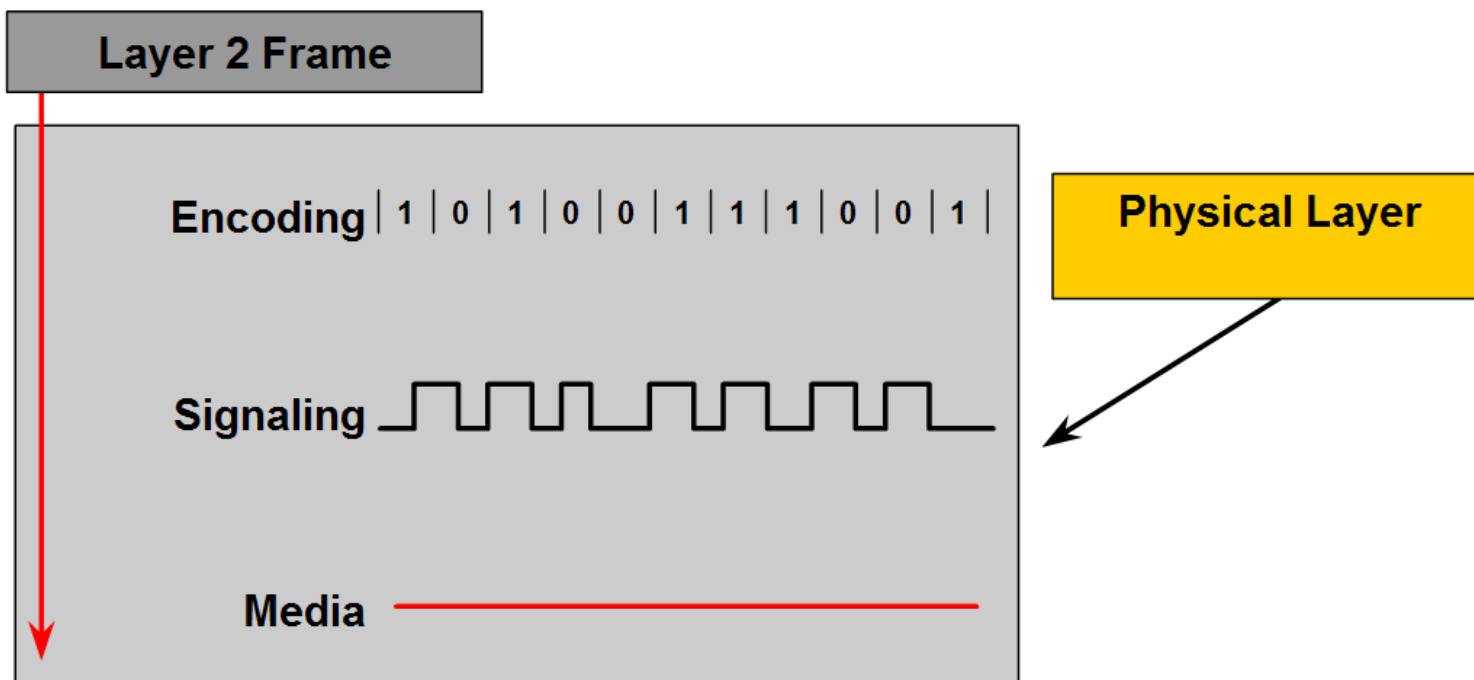 Layer 2 Frame
Encoding | 1 | 0 | 1 | 0 | 0 | 1 | 1 | 1 | 0 | 0 | 1 |
Physical Layer
Signaling
Media